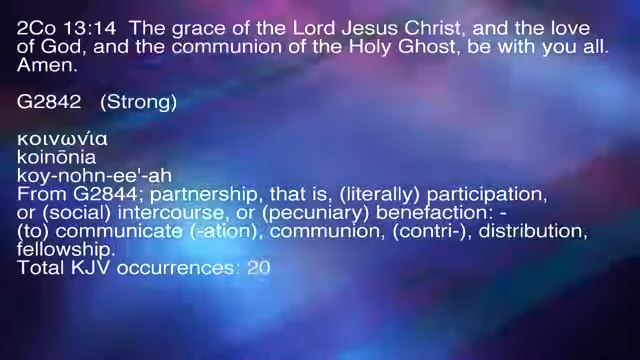 2Co 13:14  The grace of the Lord Jesus Christ, and the love
of God, and the communion of the Holy Ghost, be with you all.
Amen.
G2842   (Strong)
κοινωνία
koinōnia
koy-nohn-ee'-ah
From G2844; partnership, that is, (literally) participation,
or (social) intercourse, or (pecuniary) benefaction: -
(to) communicate (-ation), communion, (contri-), distribution,
fellowship.
Total KJV occurrences: 20